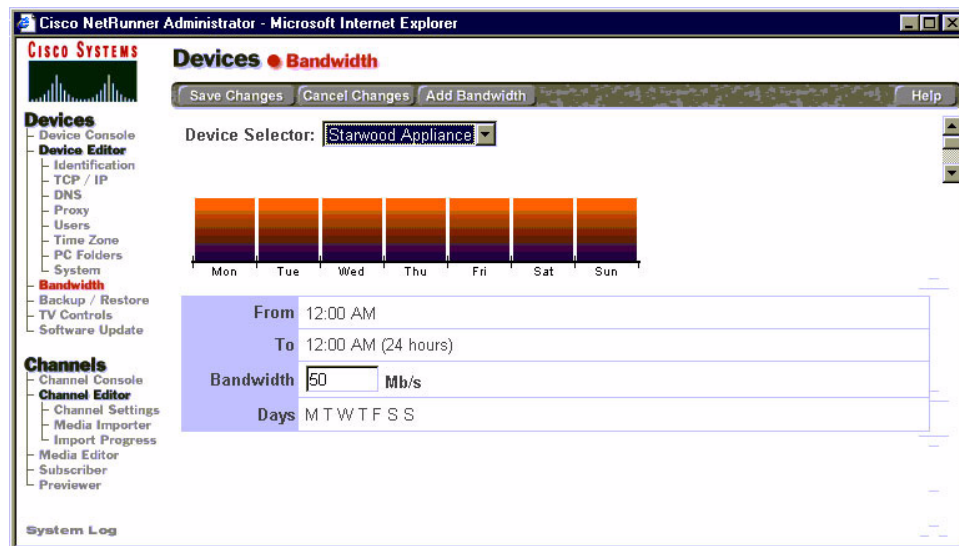 Cisco NetRunner Administrator - Microsoft Internet Explorer
CISCO SYSTEMS
Devices Bandwidth
Save Changes Cancel Changes Add Bandwidth Help
Devices
Device Console
Device Editor
Identification
TCP / IP
DNS
Proxy
Users
Time Zone
PC Folders
System
Bandwidth
Backup / Restore
TV Controls
Software Update
Channels
Channel Console
Channel Editor
Channel Settings
Media Importer
Import Progress
Media Editor
Subscriber
Previewer
System Log
Device Selector: Starwood Appliance
Mon Tue Wed Thu Fri Sat Sun
From 12:00 AM
To 12:00 AM (24 hours)
Bandwidth 50 Mb/s
Days M T W T F S S